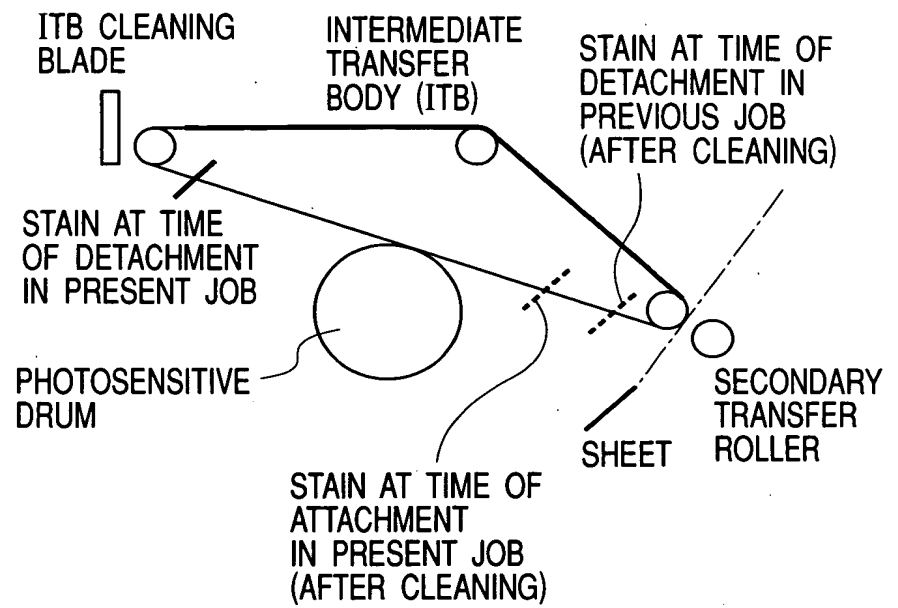 ITB CLEANING
BLADE
INTERMEDIATE
TRANSFER
BODY (ITB)
STAIN AT TIME OF
DETACHMENT IN
PREVIOUS JOB
(AFTER CLEANING)
STAIN AT TIME
OF DETACHMENT
IN PRESENT JOB
PHOTOSENSITIVE
DRUM
SECONDARY
TRANSFER
ROLLER
SHEET
STAIN AT TIME OF
ATTACHMENT
IN PRESENT JOB
(AFTER CLEANING)